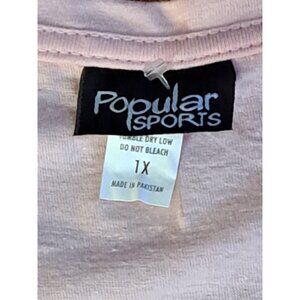 Popular
SPORTS
TUMBLE DRY LOW
DO NOT BLEACH
1X
MADE IN PAKISTAN